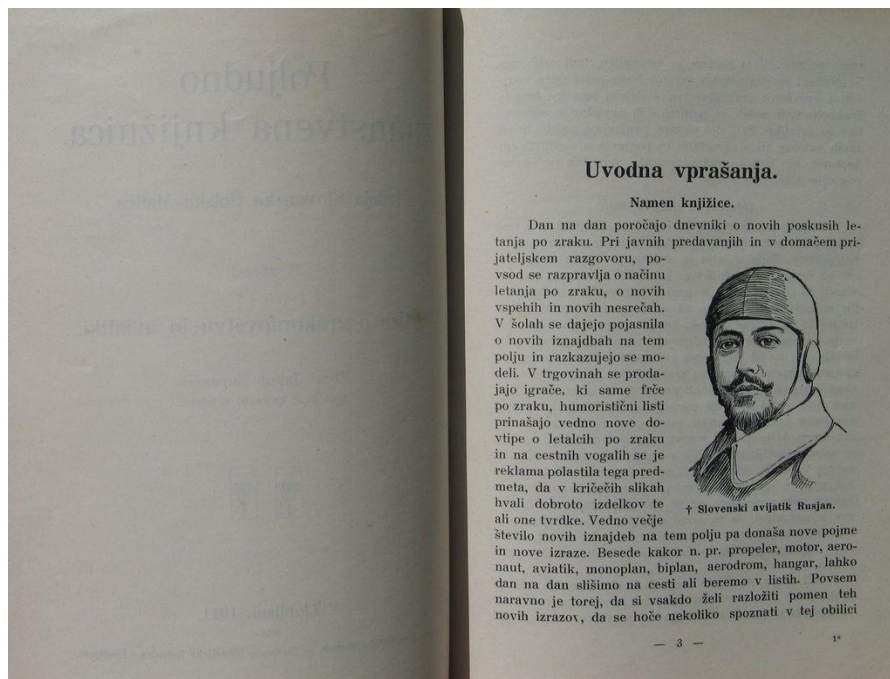 Uvodna vprašanja.
Namen knjižice.
Dan na dan poročajo dnevniki o novih poskusih le-
tanja po zraku. Pri javnih predavanjih in v domačem pri-
jateljskem razgovoru, po-
vsod se razpravlja o načinu
letanja po zraku, o novih
vspehih in novih nesrečah.
V šolah se dajejo pojasnila
o novih iznajdbah na tem
polju in razkazujejo se mo-
deli. V trgovinah se proda-
jajo igrače, ki same frče
po zraku, humoristični listi
prinašajo vedno nove do-
vtipe o letalcih po zraku
in na cestnih vogalih se je
reklama polastila tega pred-
meta, da v kričečih slikah
hvali dobroto izdelkov te
ali one tvrdke. Vedno večje
† Slovenski avijatik Rusjan.
število novih iznajdeb na tem polju pa donaša nove pojme
in nove izraze. Besede kakor n. pr. propeler, motor, aero-
naut, aviatik, monoplan, biplan, aerodrom, hangar, lahko
dan na dan slišimo na cesti ali beremo v listih. Povsem
naravno je torej, da si vsakdo želi razložiti pomen teh
novih izrazov, da se hoče nekoliko spoznati v tej obilici
— 3 —
1*
Poljudno
znanstvena knjižnica.